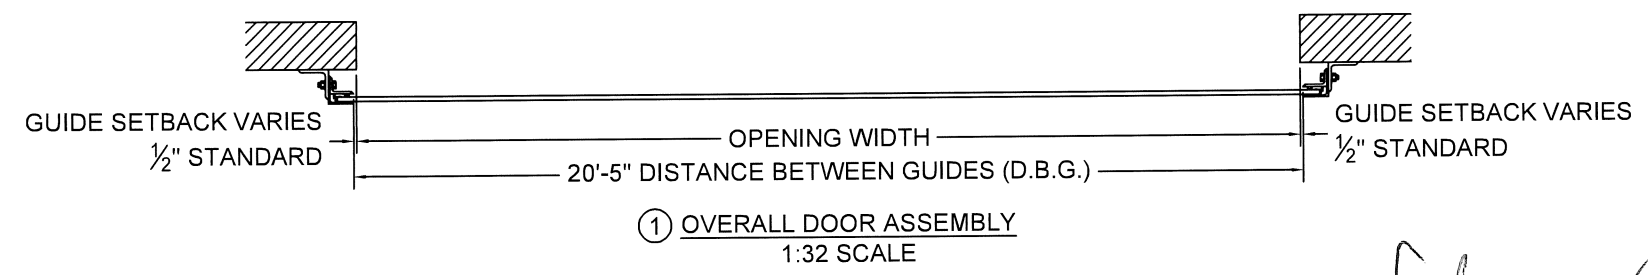 GUIDE SETBACK VARIES
½" STANDARD
OPENING WIDTH
20'-5" DISTANCE BETWEEN GUIDES (D.B.G.)
GUIDE SETBACK VARIES
½" STANDARD
1 OVERALL DOOR ASSEMBLY
1:32 SCALE